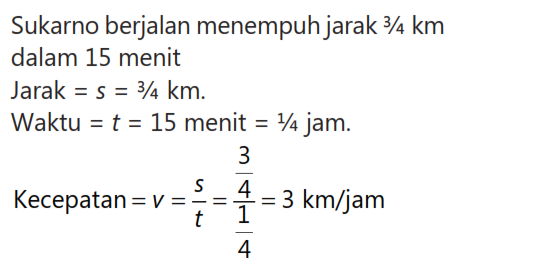 Sukarno berjalan menempuh jarak ¾ km
dalam 15 menit
Jarak = s = ¾ km.
Waktu = t = 15 menit = ¼ jam.
Kecepatan = v = s/t = (3/4)/(1/4) = 3 km/jam